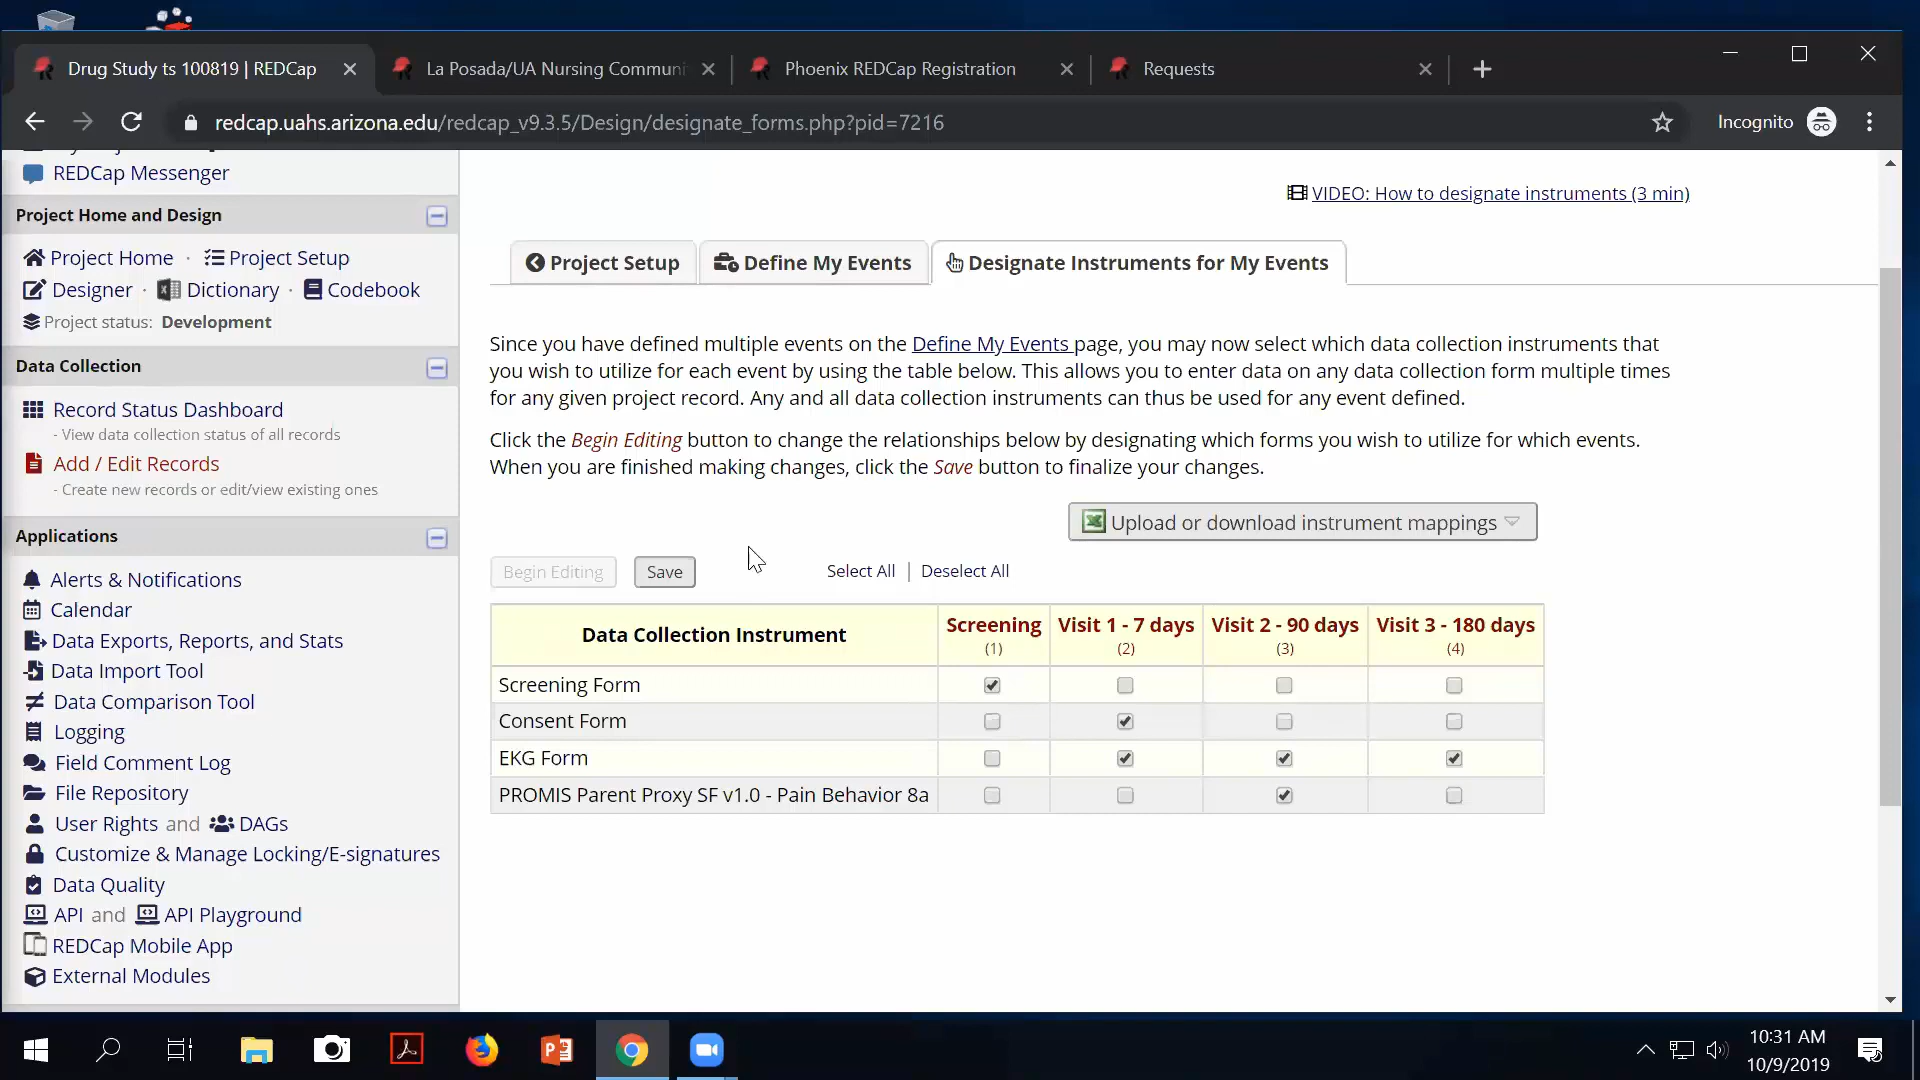 Drug Study ts 100819 | REDCap
La Posada/UA Nursing Commun
Phoenix REDCap Registration
Requests
redcap.uahs.arizona.edu/redcap_v9.3.5/Design/designate_forms.php?pid=7216
Incognito
REDCap Messenger
Project Home and Design
Project Home · Project Setup
Designer · Dictionary · Codebook
Project status: Development
Data Collection
Record Status Dashboard
- View data collection status of all records
Add / Edit Records
- Create new records or edit/view existing ones
Applications
Alerts & Notifications
Calendar
Data Exports, Reports, and Stats
Data Import Tool
Data Comparison Tool
Logging
Field Comment Log
File Repository
User Rights and DAGs
Customize & Manage Locking/E-signatures
Data Quality
API and API Playground
REDCap Mobile App
External Modules
VIDEO: How to designate instruments (3 min)
Project Setup
Define My Events
Designate Instruments for My Events
Since you have defined multiple events on the Define My Events page, you may now select which data collection instruments that
you wish to utilize for each event by using the table below. This allows you to enter data on any data collection form multiple times
for any given project record. Any and all data collection instruments can thus be used for any event defined.
Click the Begin Editing button to change the relationships below by designating which forms you wish to utilize for which events.
When you are finished making changes, click the Save button to finalize your changes.
Upload or download instrument mappings
Begin Editing Save Select All | Deselect All
Data Collection Instrument Screening Visit 1 - 7 days Visit 2 - 90 days Visit 3 - 180 days
(1) (2) (3) (4)
Screening Form
Consent Form
EKG Form
PROMIS Parent Proxy SF v1.0 - Pain Behavior 8a
10:31 AM
10/9/2019